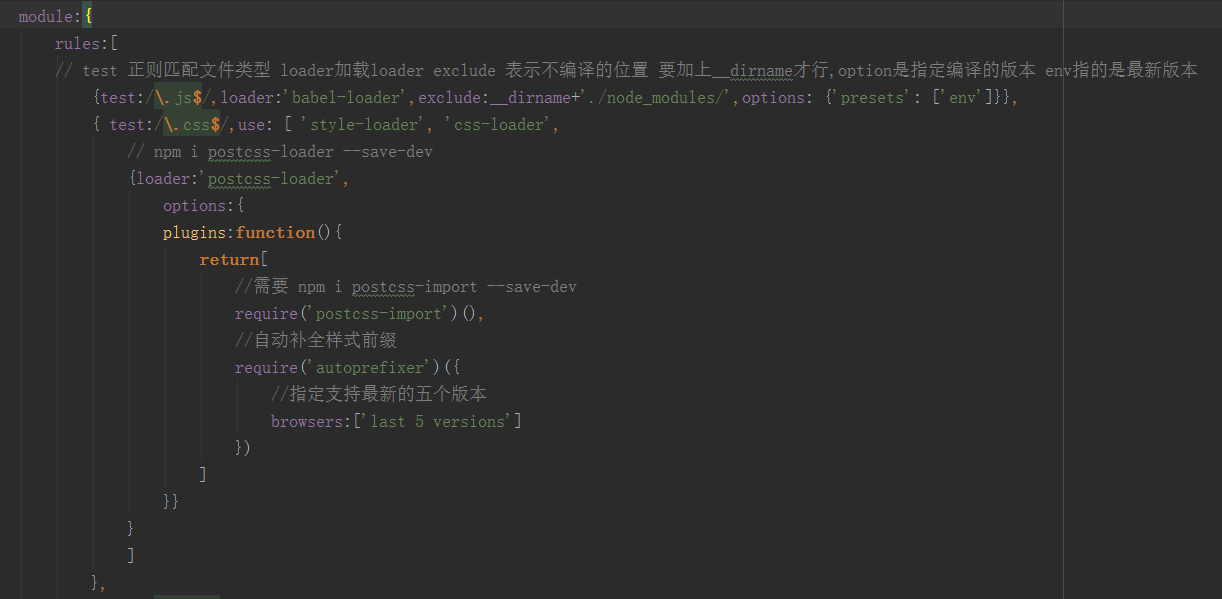 module:{
rules:[
// test 正则匹配文件类型 loader加载loader exclude 表示不编译的位置 要加上__dirname才行,option是指定编译的版本 env指的是最新版本
{test:/\.js$/,loader:'babel-loader',exclude:__dirname+'./node_modules/',options: {'presets': ['env']}},
{ test:/\.css$/,use: [ 'style-loader', 'css-loader',
// npm i postcss-loader --save-dev
{loader:'postcss-loader',
options:{
plugins:function(){
return[
//需要 npm i postcss-import --save-dev
require('postcss-import')(),
//自动补全样式前缀
require('autoprefixer')({
//指定支持最新的五个版本
browsers:['last 5 versions']
})
]
}}
}
]
},